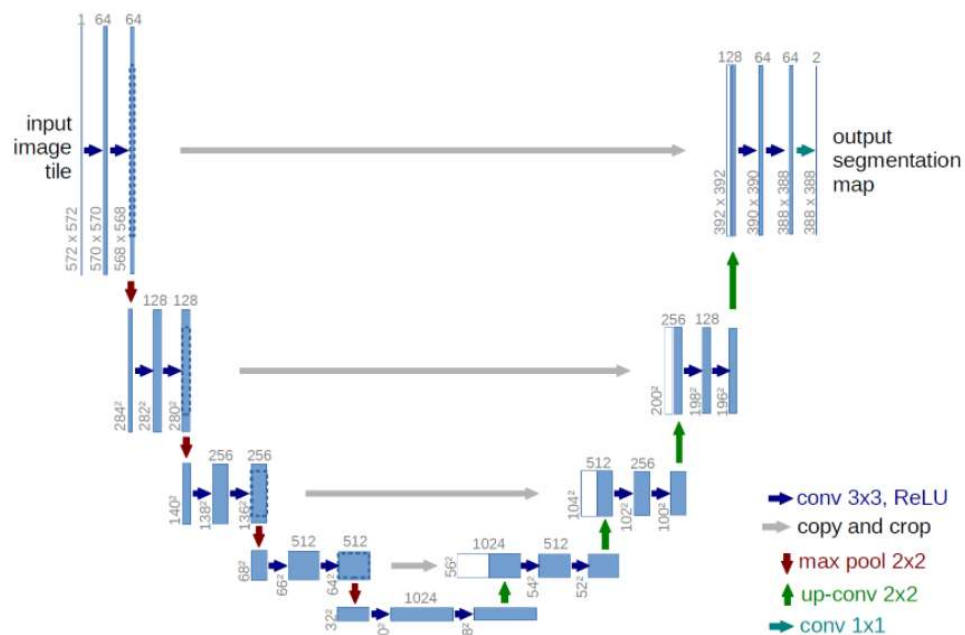 1 64 64
input
image
tile
572 x 572
570 x 570
568 x 568
128 64 64 2
output
segmentation
map
392 x 392
390 x 390
388 x 388
388 x 388
128 128
284²
282²
280²
256 128
200²
198²
196²
256 256
140²
138²
136²
512 256
104²
102²
100²
512 512
68²
66²
64²
1024 512
56²
54²
52²
1024
32²
conv 3x3, ReLU
copy and crop
max pool 2x2
up-conv 2x2
conv 1x1